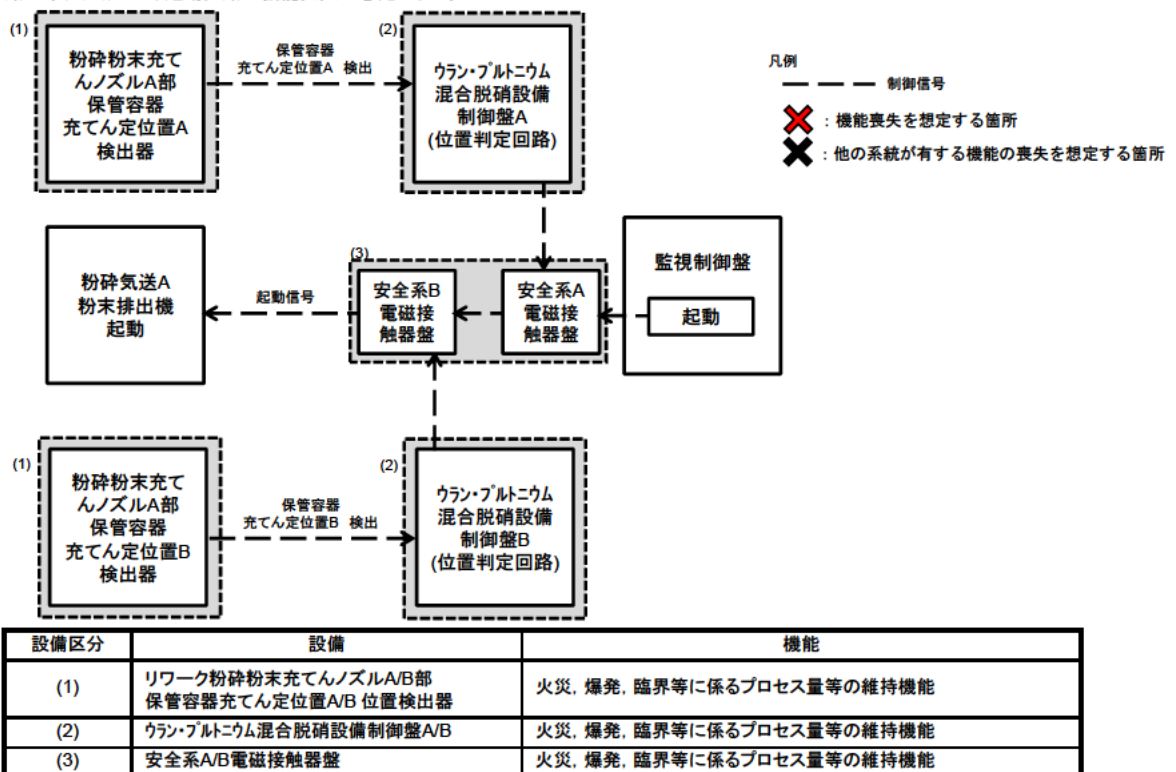 (1)
粉砕粉末充て
んノズルA部
保管容器
充てん定位置A
検出器
保管容器
充てん定位置A 検出
(2)
ウラン・プルトニウム
混合脱硝設備
制御盤A
(位置判定回路)
凡例
制御信号
：機能喪失を想定する箇所
：他の系統が有する機能の喪失を想定する箇所
粉砕気送A
粉末排出機
起動
起動信号
(3)
安全系B
電磁接
触器盤
安全系A
電磁接
触器盤
監視制御盤
起動
(1)
粉砕粉末充て
んノズルA部
保管容器
充てん定位置B
検出器
保管容器
充てん定位置B 検出
(2)
ウラン・プルトニウム
混合脱硝設備
制御盤B
(位置判定回路)
設備区分 設備 機能
(1) リワーク粉砕粉末充てんノズルA/B部
保管容器充てん定位置A/B 位置検出器 火災，爆発，臨界等に係るプロセス量等の維持機能
(2) ウラン・プルトニウム混合脱硝設備制御盤A/B 火災，爆発，臨界等に係るプロセス量等の維持機能
(3) 安全系A/B電磁接触器盤 火災，爆発，臨界等に係るプロセス量等の維持機能